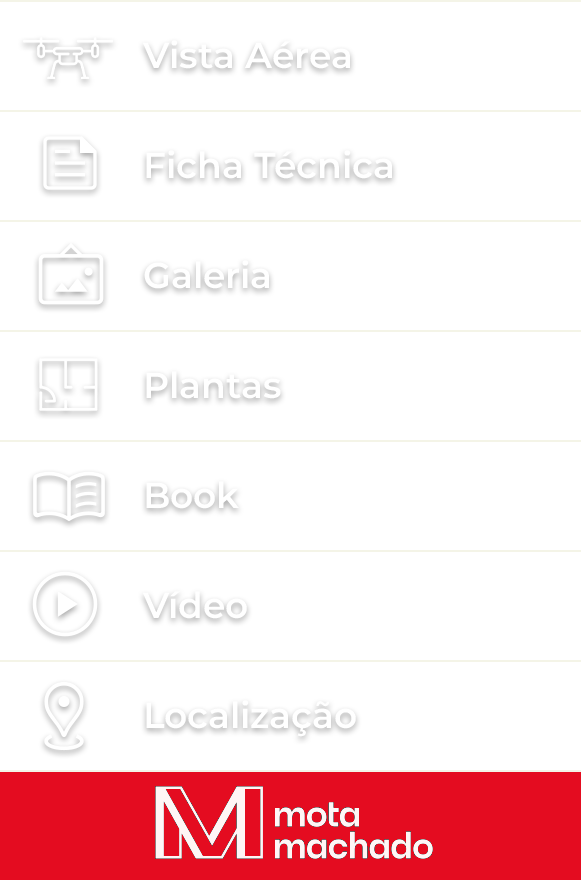 Vista Aérea
Ficha Técnica
Galeria
Plantas
Book
Vídeo
Localização
mota
machado